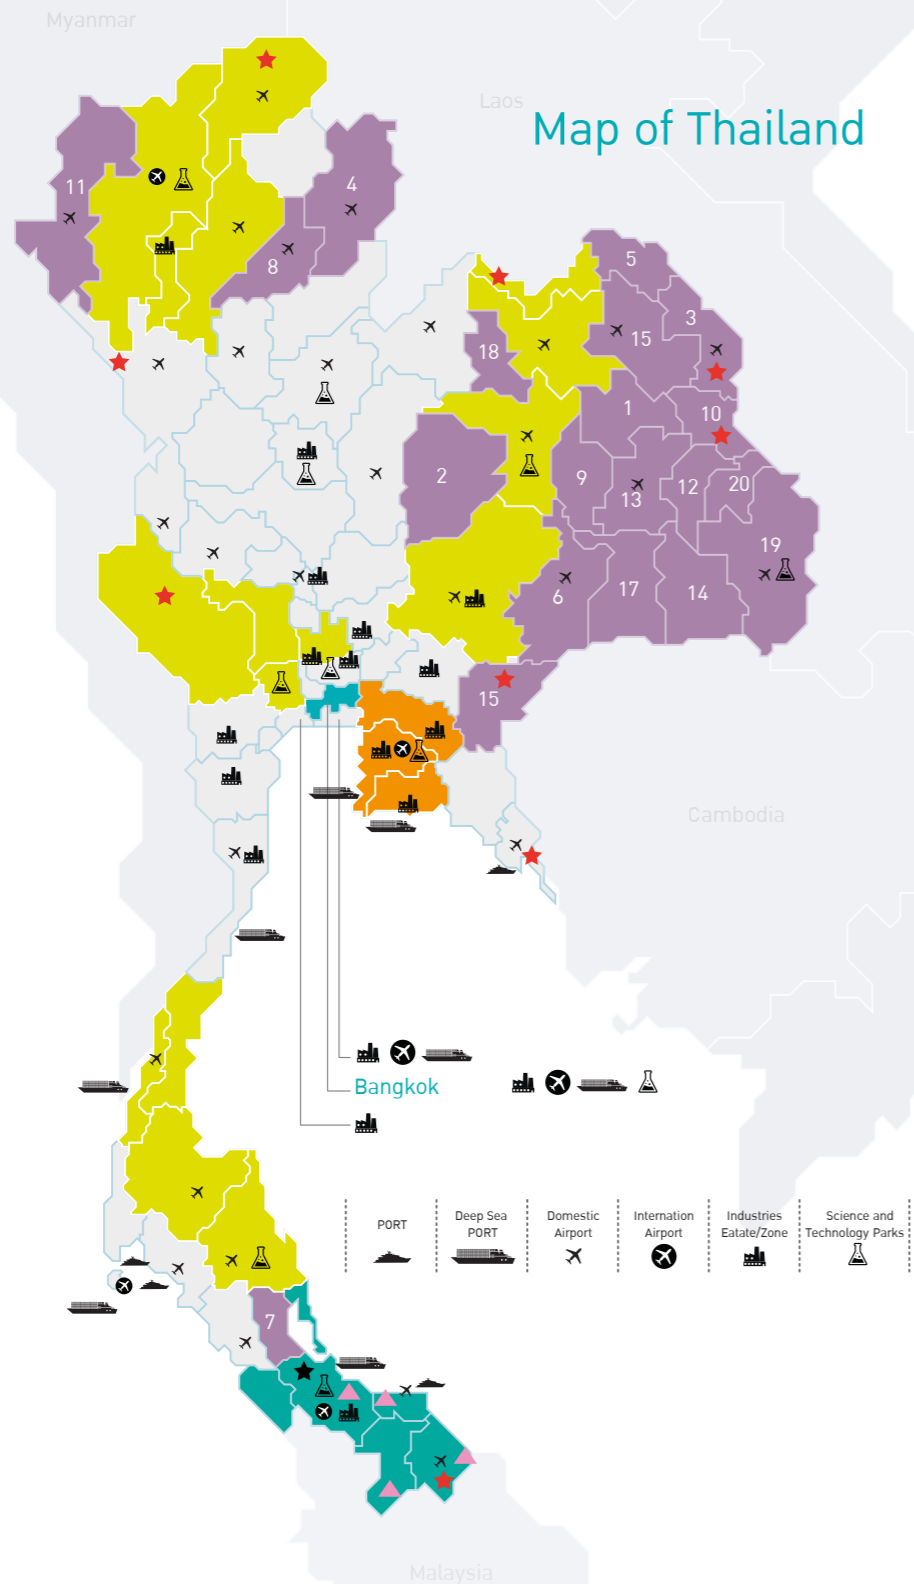 Myanmar
Laos
Map of Thailand
11
4
8
5
3
15
18
1
10
2
9
13
12
20
19
6
17
14
15
Cambodia
Bangkok
PORT
Deep Sea
PORT
Domestic
Airport
Internation
Airport
Industries
Eatate/Zone
Science and
Technology Parks
7
Malaysia